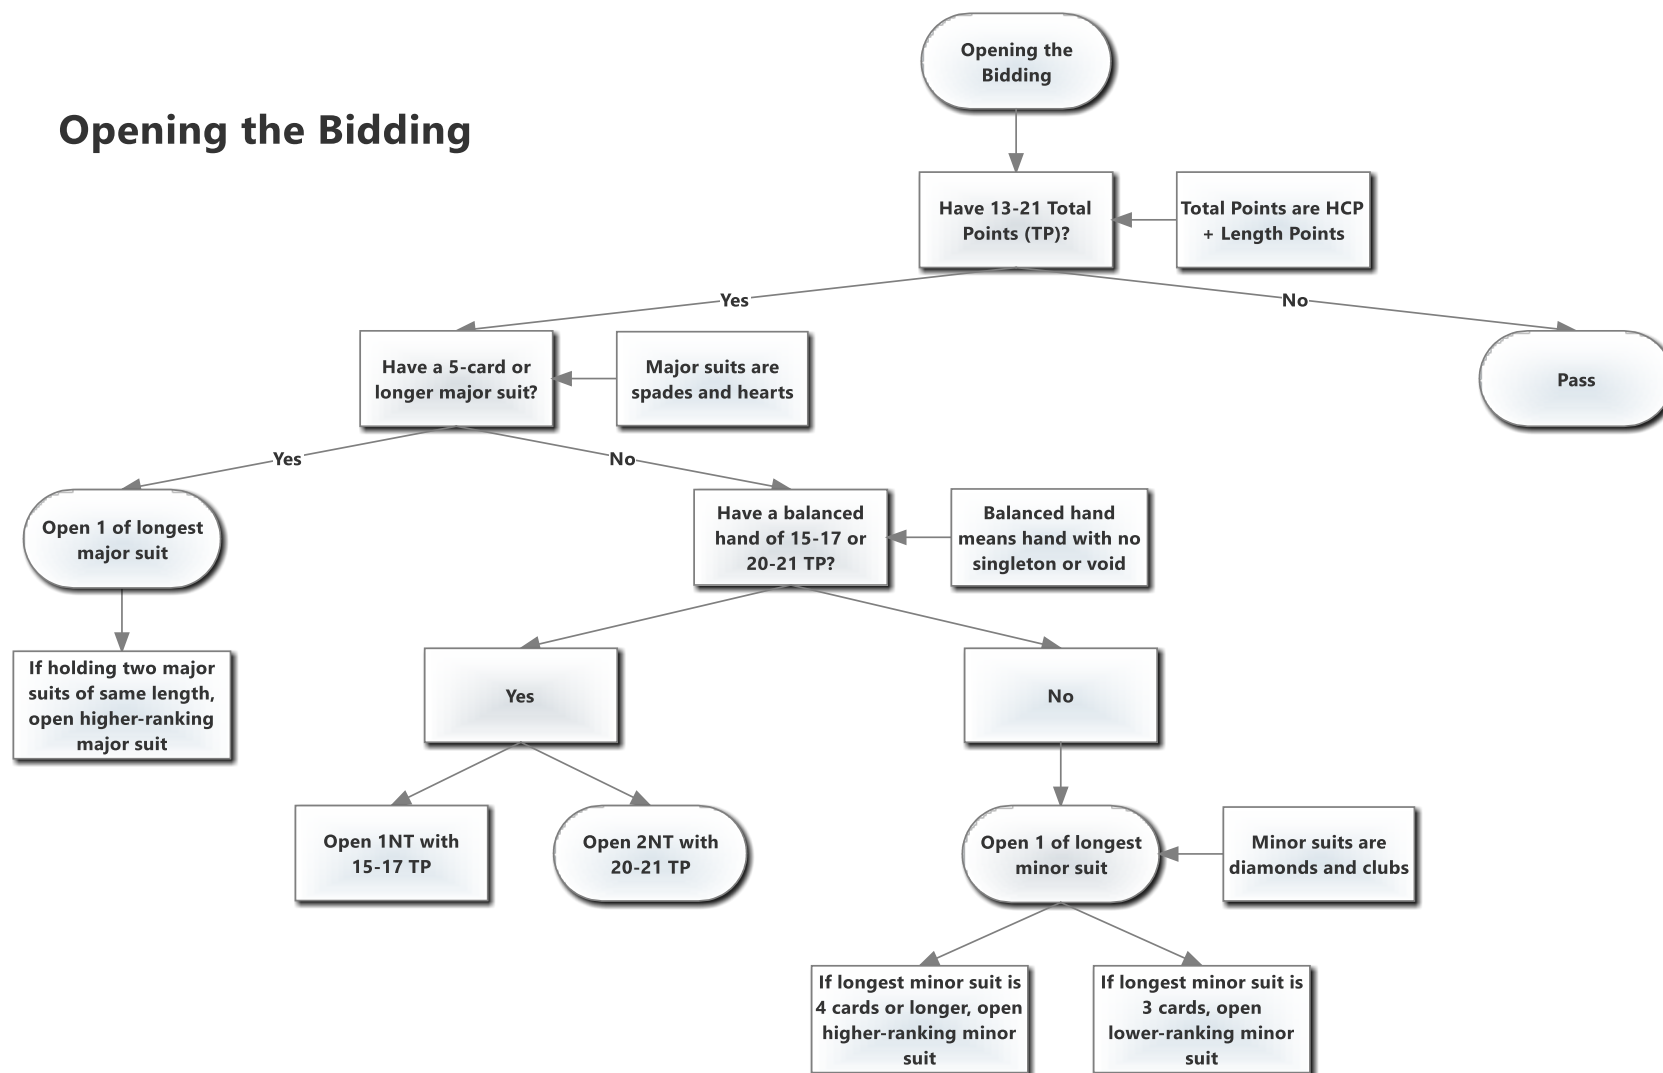 Opening the
Bidding
Opening the Bidding
Have 13-21 Total
Points (TP)?
Total Points are HCP
+ Length Points
Yes
No
Have a 5-card or
longer major suit?
Major suits are
spades and hearts
Pass
Yes
No
Open 1 of longest
major suit
Have a balanced
hand of 15-17 or
20-21 TP?
Balanced hand
means hand with no
singleton or void
If holding two major
suits of same length,
open higher-ranking
major suit
Yes
No
Open 1NT with
15-17 TP
Open 2NT with
20-21 TP
Open 1 of longest
minor suit
Minor suits are
diamonds and clubs
If longest minor suit is
4 cards or longer, open
higher-ranking minor
suit
If longest minor suit is
3 cards, open
lower-ranking minor
suit